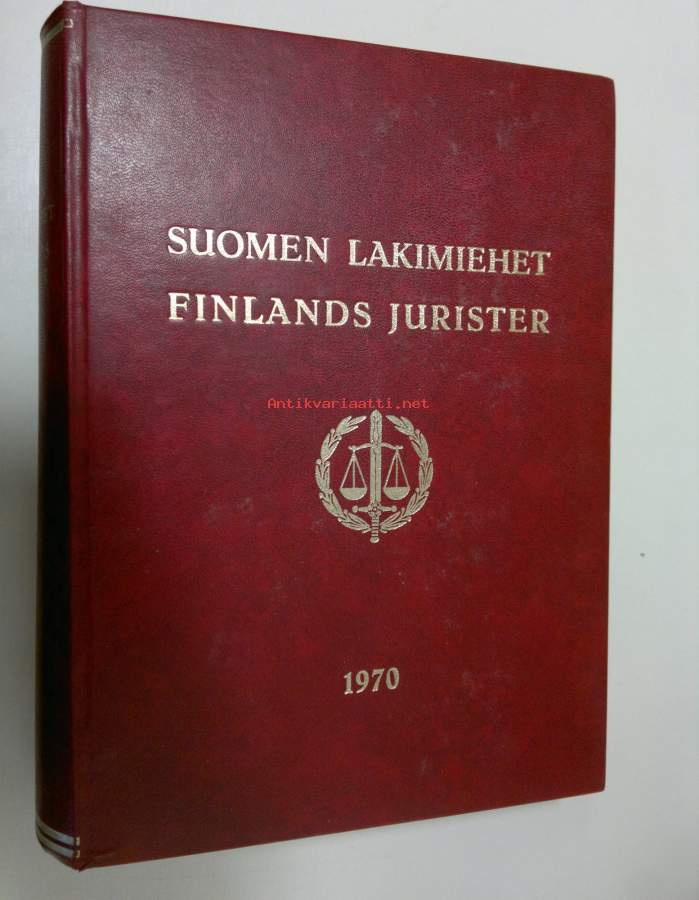 SUOMEN LAKIMIEHET
FINLANDS JURISTER
Antikvariaatti.net
1970